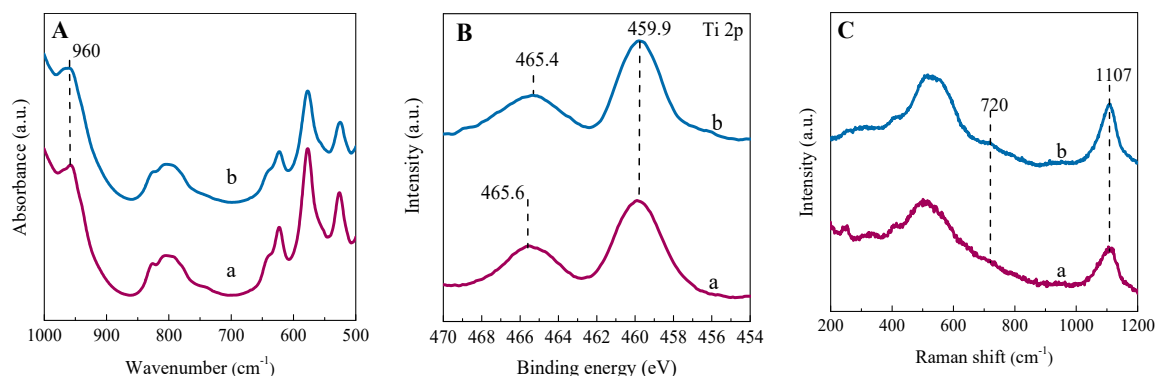 A
960
b
a
Absorbance (a.u.)
1000 900 800 700 600 500
Wavenumber (cm⁻¹)
B
Ti 2p
459.9
465.4
b
465.6
a
Intensity (a.u.)
470 468 466 464 462 460 458 456 454
Binding energy (eV)
C
1107
720
b
a
Intensity (a.u.)
200 400 600 800 1000 1200
Raman shift (cm⁻¹)